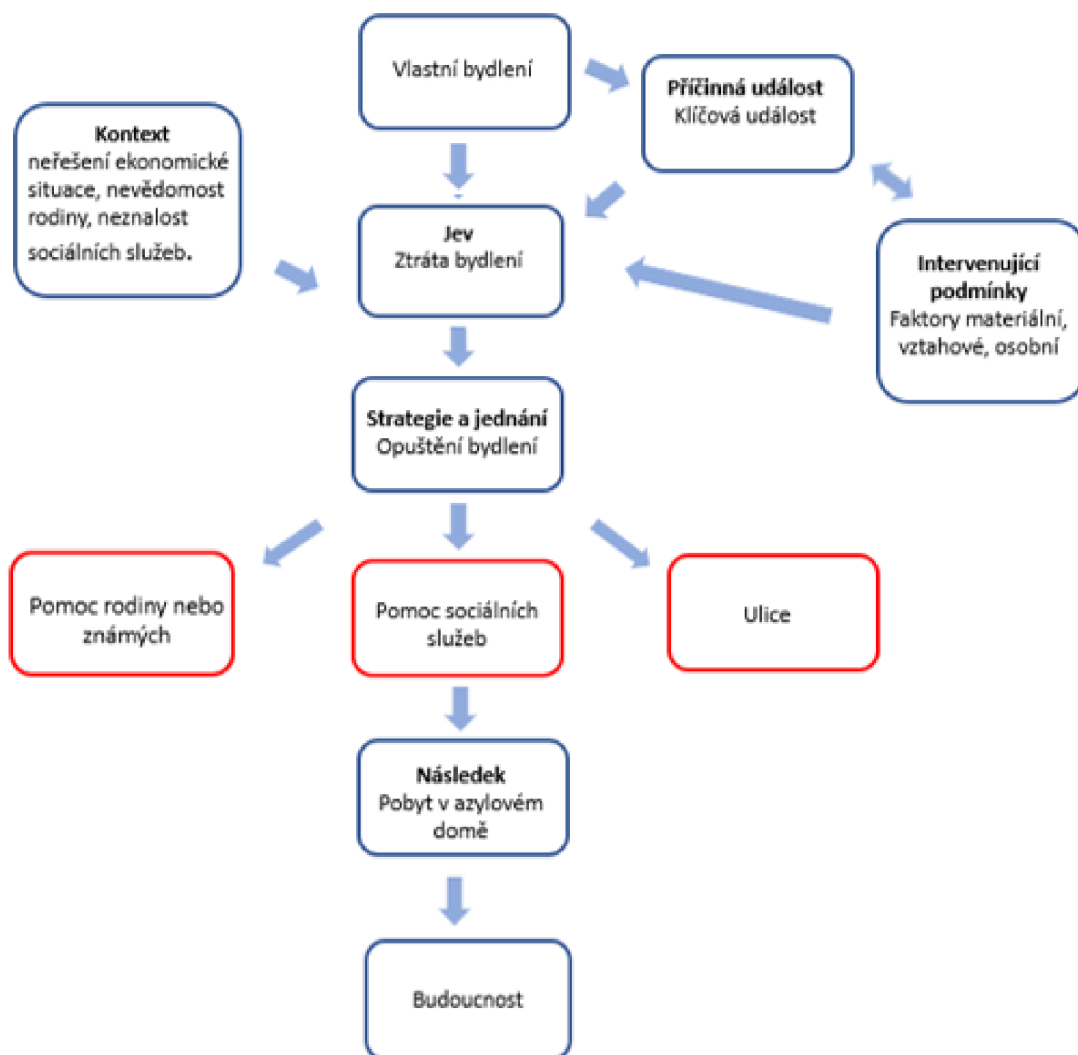 Vlastní bydlení
Příčinná událost
Klíčová událost
Kontext
neřešení ekonomické
situace, nevědomost
rodiny, neznalost
sociálních služeb.
Jev
Ztráta bydlení
Intervenující
podmínky
Faktory materiální,
vztahové, osobní
Strategie a jednání
Opuštění bydlení
Pomoc rodiny nebo
známých
Pomoc sociálních
služeb
Ulice
Následek
Pobyt v azylovém
domě
Budoucnost